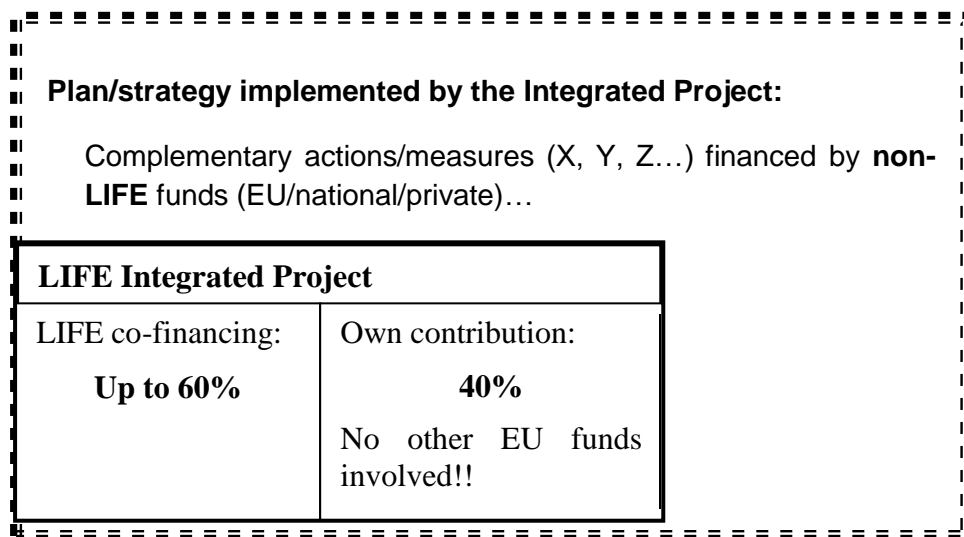 Plan/strategy implemented by the Integrated Project:
Complementary actions/measures (X, Y, Z…) financed by non-
LIFE funds (EU/national/private)…
LIFE Integrated Project
LIFE co-financing:
Up to 60%
Own contribution:
40%
No other EU funds
involved!!